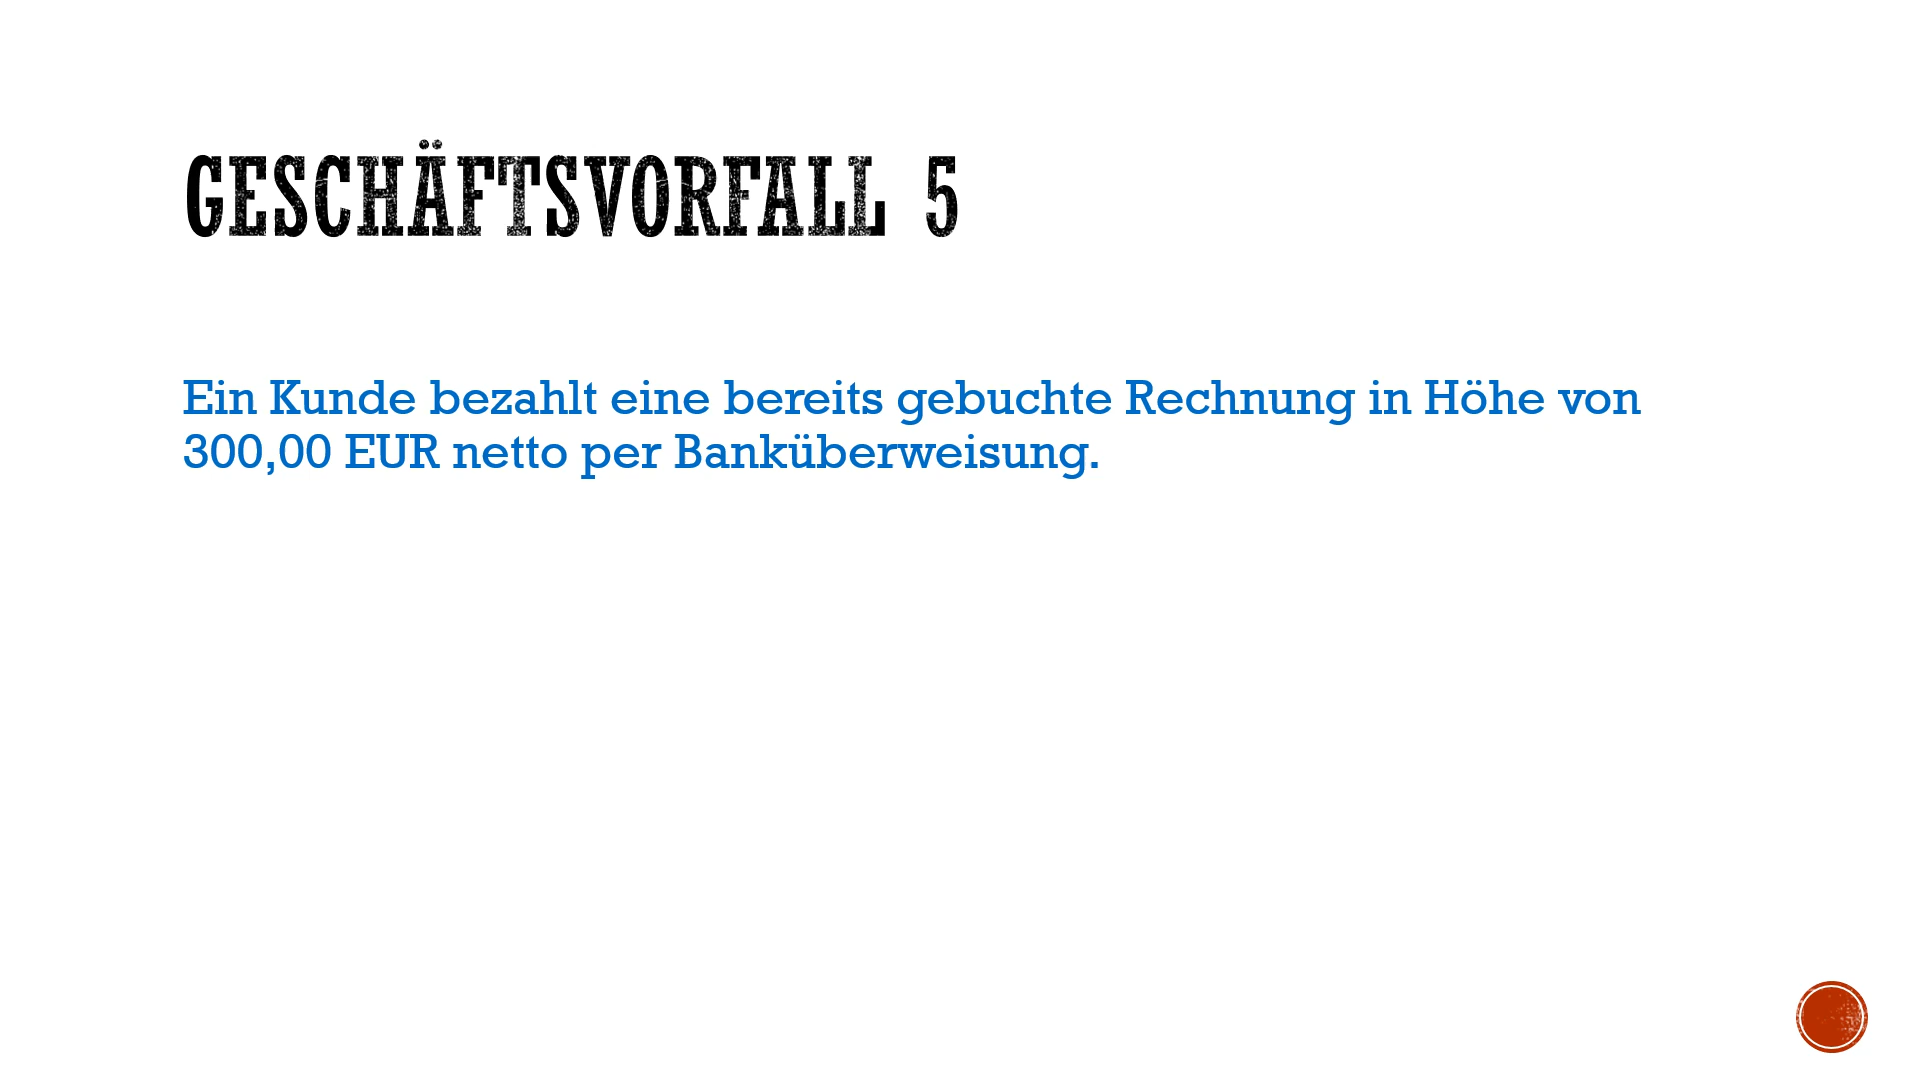 GESCHÄFTSVORFALL 5
Ein Kunde bezahlt eine bereits gebuchte Rechnung in Höhe von
300,00 EUR netto per Banküberweisung.